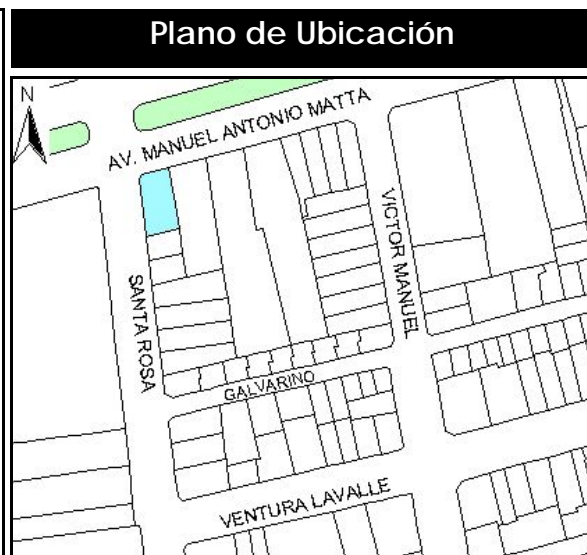 Plano de Ubicación
N
AV. MANUEL ANTONIO MATTA
VICTOR MANUEL
SANTA ROSA
GALVARINO
VENTURA LAVALLE